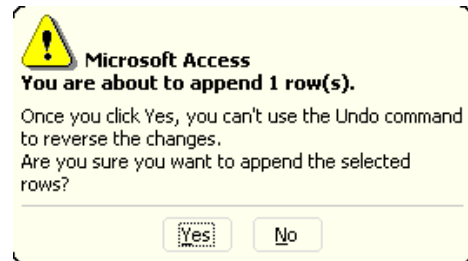 Microsoft Access
You are about to append 1 row(s).
Once you click Yes, you can't use the Undo command
to reverse the changes.
Are you sure you want to append the selected
rows?
Yes No